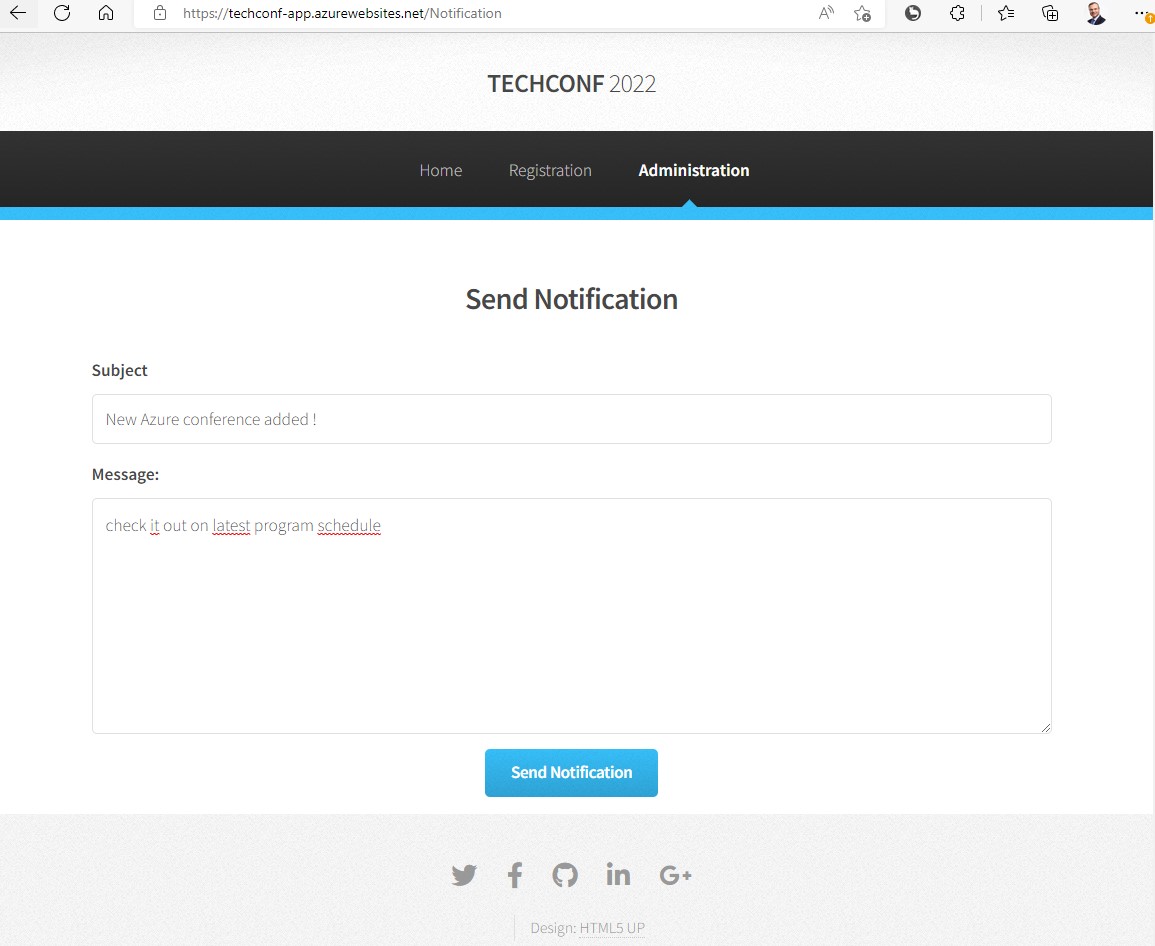 https://techconf-app.azurewebsites.net/Notification
TECHCONF 2022
Home Registration Administration
Send Notification
Subject
New Azure conference added !
Message:
check it out on latest program schedule
Send Notification
Design: HTML5 UP